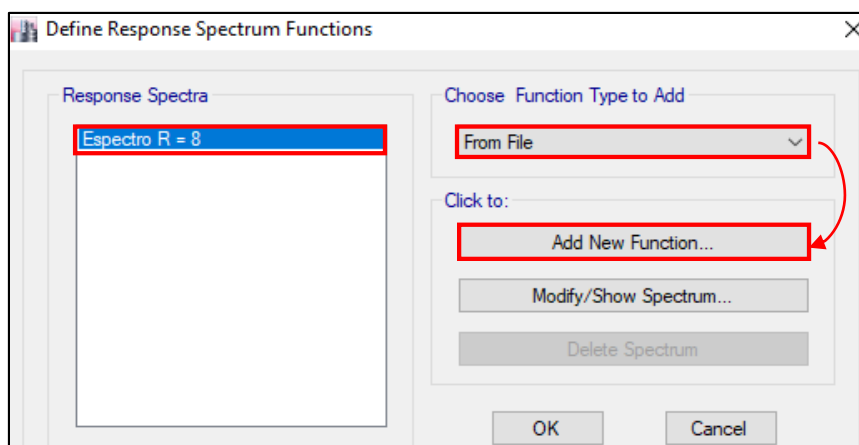 Define Response Spectrum Functions
Response Spectra
Espectro R = 8
Choose Function Type to Add
From File
Click to:
Add New Function...
Modify/Show Spectrum...
Delete Spectrum
OK
Cancel